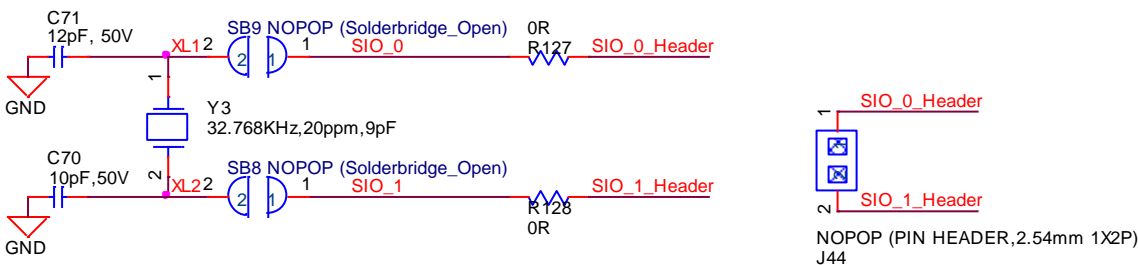 C71
12pF, 50V
SB9 NOPOP (Solderbridge_Open)
0R
XL1
2
2
1
1
SIO_0
R127
SIO_0_Header
GND
1
Y3
32.768KHz,20ppm,9pF
1
SIO_0_Header
C70
10pF,50V
2
SB8 NOPOP (Solderbridge_Open)
XL2
2
2
1
1
SIO_1
R128
0R
SIO_1_Header
GND
2
SIO_1_Header
NOPOP (PIN HEADER,2.54mm 1X2P)
J44